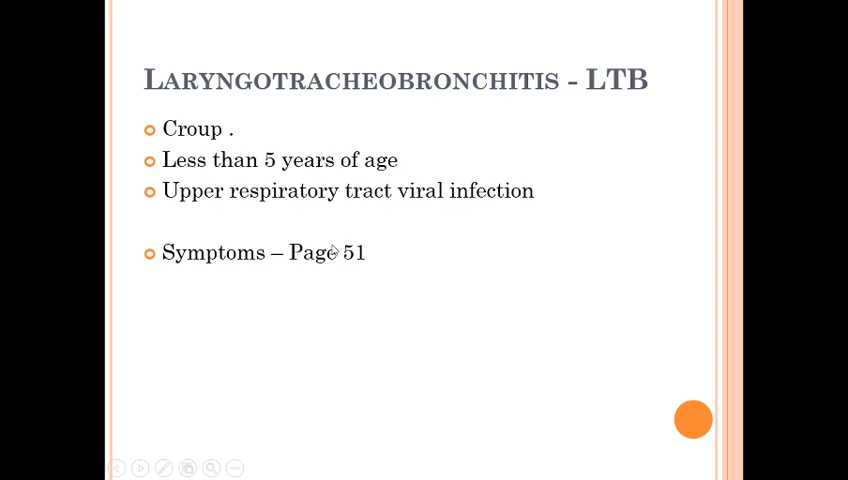 LARYNGOTRACHEOBRONCHITIS - LTB
Croup .
Less than 5 years of age
Upper respiratory tract viral infection
Symptoms – Page 51